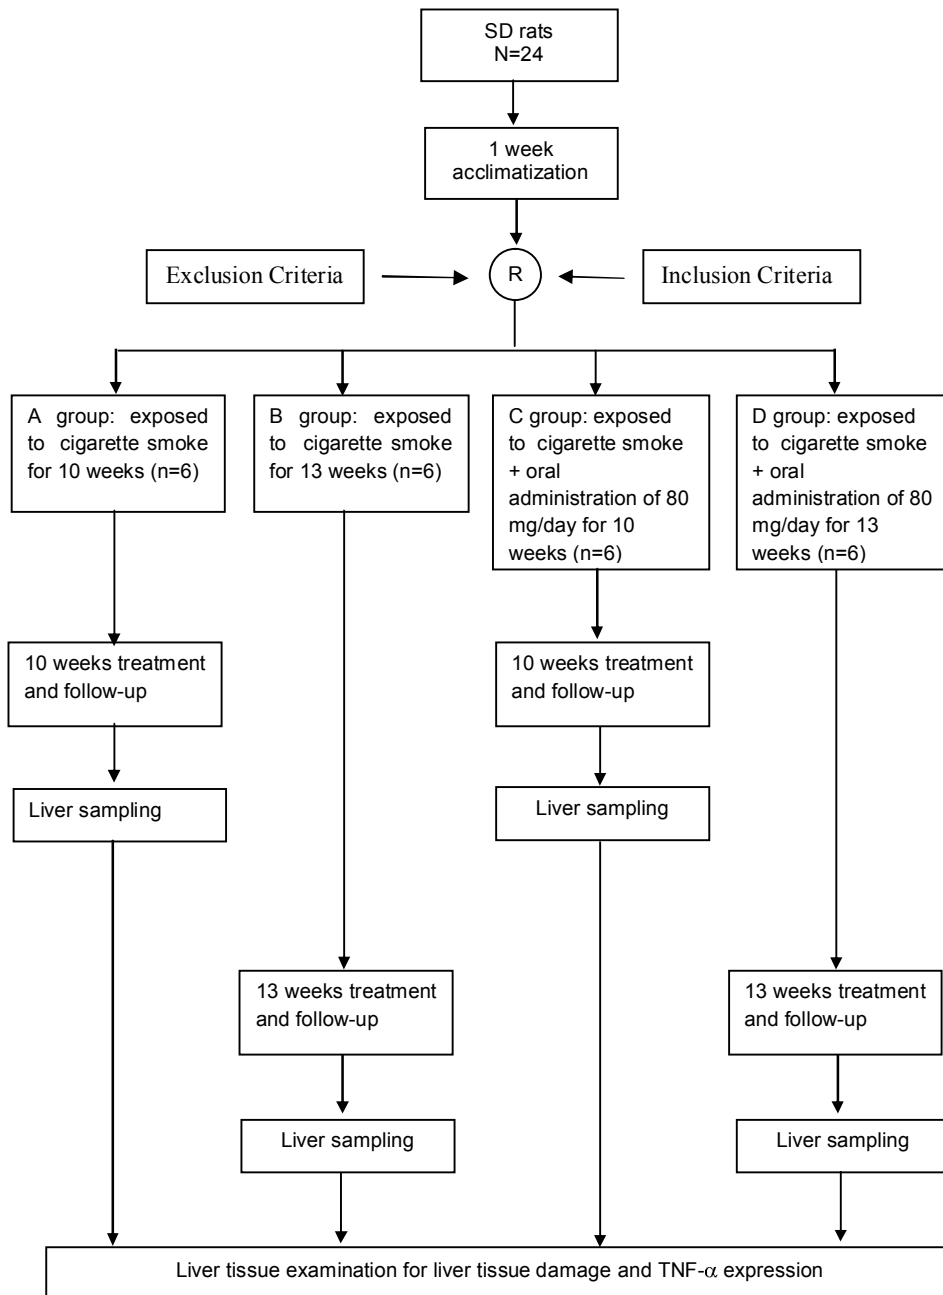 SD rats
N=24
1 week
acclimatization
Exclusion Criteria
R
Inclusion Criteria
A group: exposed
to cigarette smoke
for 10 weeks (n=6)
B group: exposed
to cigarette smoke
for 13 weeks (n=6)
C group: exposed
to cigarette smoke
+ oral
administration of 80
mg/day for 10
weeks (n=6)
D group: exposed
to cigarette smoke
+ oral
administration of 80
mg/day for 13
weeks (n=6)
10 weeks treatment
and follow-up
10 weeks treatment
and follow-up
Liver sampling
Liver sampling
13 weeks treatment
and follow-up
13 weeks treatment
and follow-up
Liver sampling
Liver sampling
Liver tissue examination for liver tissue damage and TNF-α expression